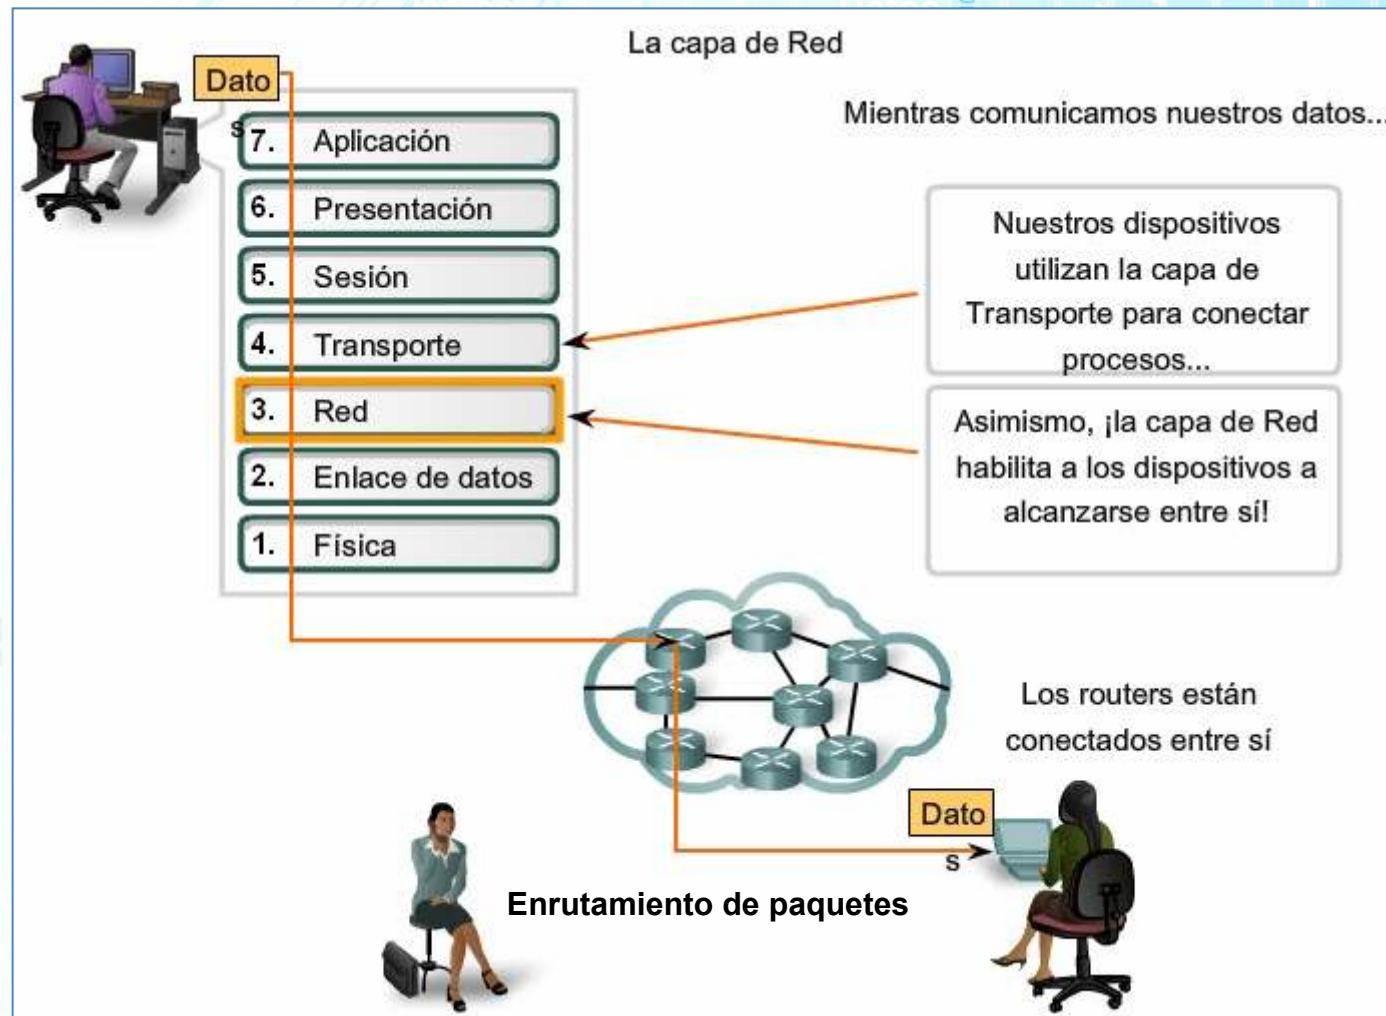 La capa de Red
Mientras comunicamos nuestros datos...
Dato
s
7. Aplicación
6. Presentación
5. Sesión
4. Transporte
3. Red
2. Enlace de datos
1. Física
Nuestros dispositivos
utilizan la capa de
Transporte para conectar
procesos...
Asimismo, ¡la capa de Red
habilita a los dispositivos a
alcanzarse entre sí!
Los routers están
conectados entre sí
Dato
s
Enrutamiento de paquetes